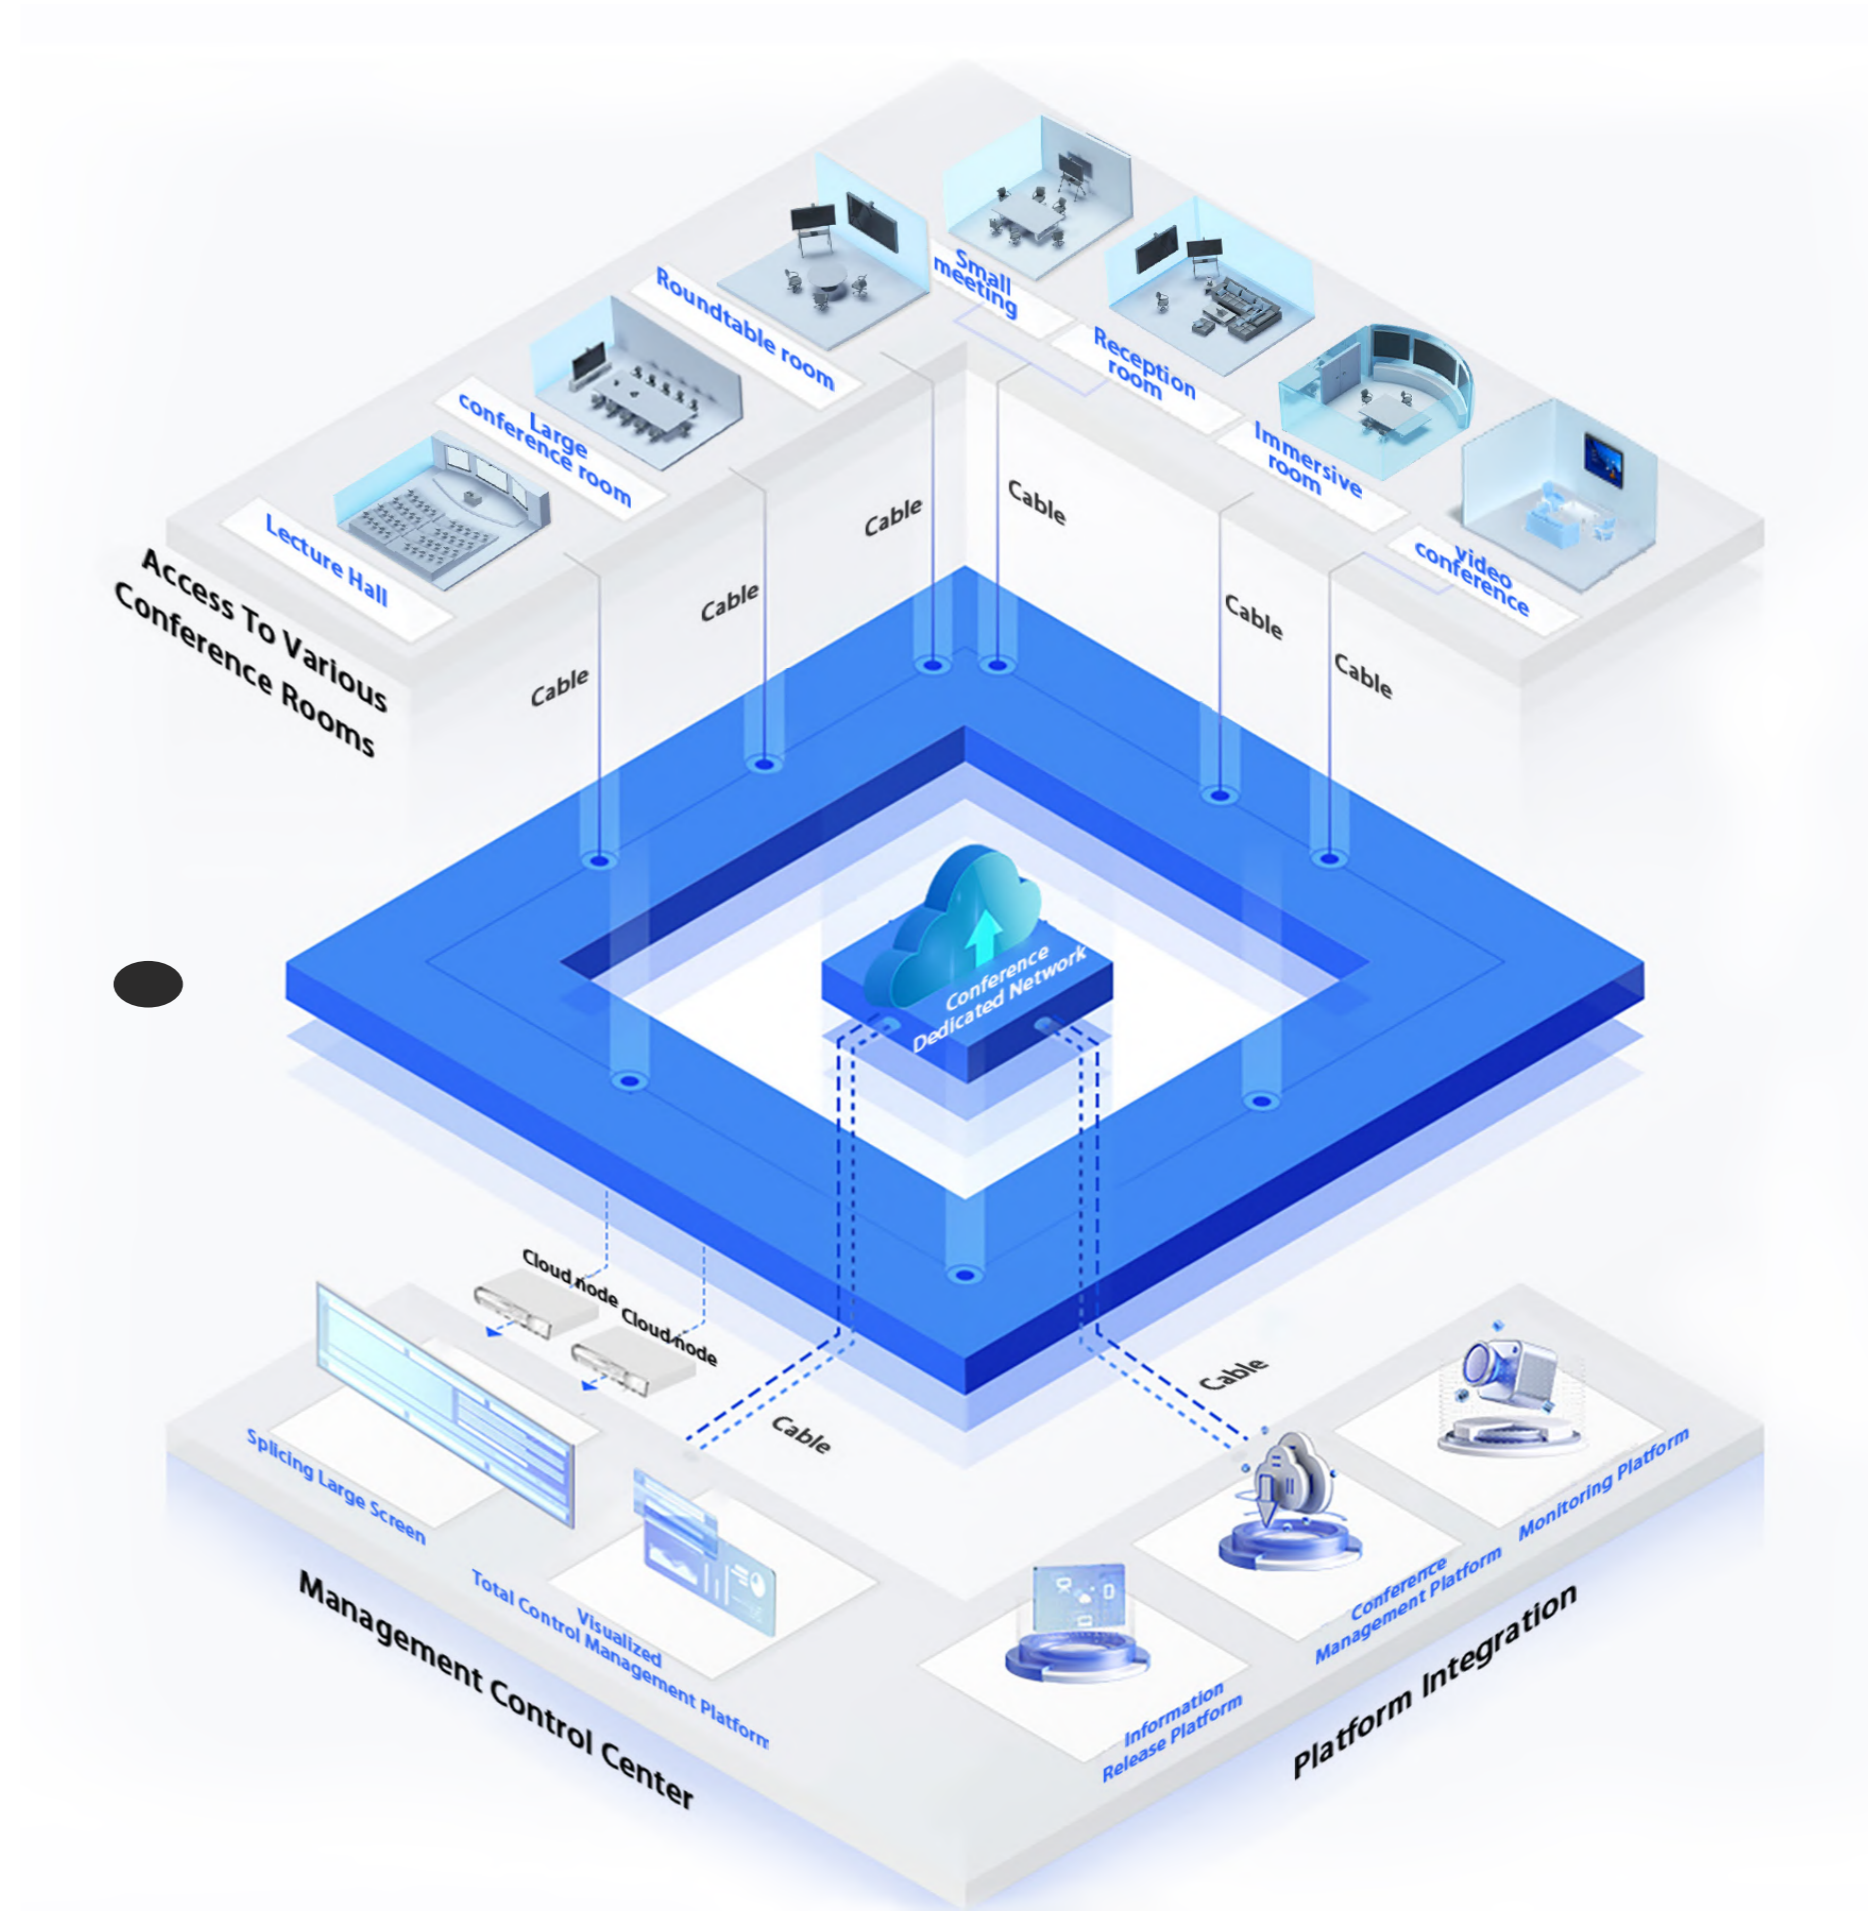 Small
meeting
Roundtable room
Reception
room
Large
conference room
Immersive
room
Lecture Hall
Video
conference
Access To Various
Conference Rooms
Cable
Cable
Cable
Cable
Cable
Cable
Conference
Dedicated Network
Cloud node
Cloud node
Cable
Cable
Splicing Large Screen
Visualized
Total Control Management Platform
Management Control Center
Monitoring Platform
Conference
Management Platform
Information
Release Platform
Platform Integration